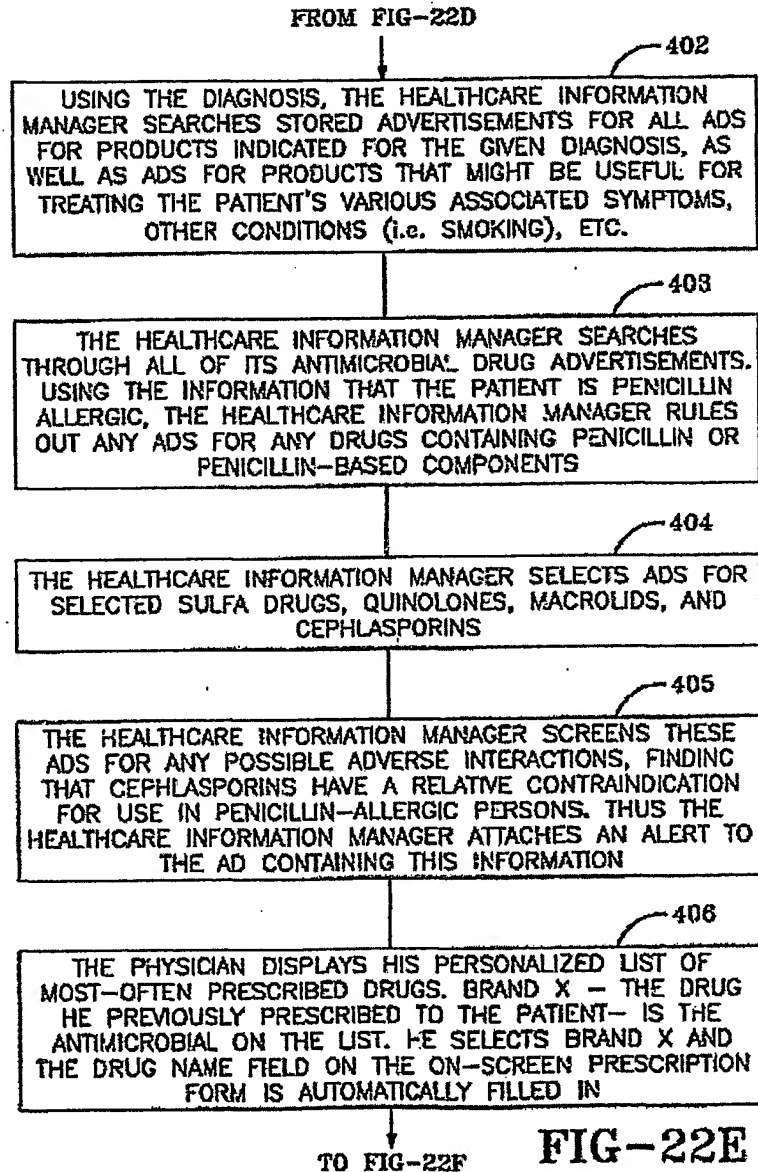 FROM FIG-22D
402
USING THE DIAGNOSIS, THE HEALTHCARE INFORMATION
MANAGER SEARCHES STORED ADVERTISEMENTS FOR ALL ADS
FOR PRODUCTS INDICATED FOR THE GIVEN DIAGNOSIS, AS
WELL AS ADS FOR PRODUCTS THAT MIGHT BE USEFUL FOR
TREATING THE PATIENT'S VARIOUS ASSOCIATED SYMPTOMS,
OTHER CONDITIONS (i.e. SMOKING), ETC.
403
THE HEALTHCARE INFORMATION MANAGER SEARCHES
THROUGH ALL OF ITS ANTIMICROBIAL DRUG ADVERTISEMENTS.
USING THE INFORMATION THAT THE PATIENT IS PENICILLIN
ALLERGIC, THE HEALTHCARE INFORMATION MANAGER RULES
OUT ANY ADS FOR ANY DRUGS CONTAINING PENICILLIN OR
PENICILLIN-BASED COMPONENTS
404
THE HEALTHCARE INFORMATION MANAGER SELECTS ADS FOR
SELECTED SULFA DRUGS, QUINOLONES, MACROLIDS, AND
CEPHLASPORINS
405
THE HEALTHCARE INFORMATION MANAGER SCREENS THESE
ADS FOR ANY POSSIBLE ADVERSE INTERACTIONS, FINDING
THAT CEPHLASPORINS HAVE A RELATIVE CONTRAINDICATION
FOR USE IN PENICILLIN-ALLERGIC PERSONS. THUS THE
HEALTHCARE INFORMATION MANAGER ATTACHES AN ALERT TO
THE AD CONTAINING THIS INFORMATION
406
THE PHYSICIAN DISPLAYS HIS PERSONALIZED LIST OF
MOST-OFTEN PRESCRIBED DRUGS. BRAND X - THE DRUG
HE PREVIOUSLY PRESCRIBED TO THE PATIENT- IS THE
ANTIMICROBIAL ON THE LIST. HE SELECTS BRAND X AND
THE DRUG NAME FIELD ON THE ON-SCREEN PRESCRIPTION
FORM IS AUTOMATICALLY FILLED IN
TO FIG-22F
FIG-22E